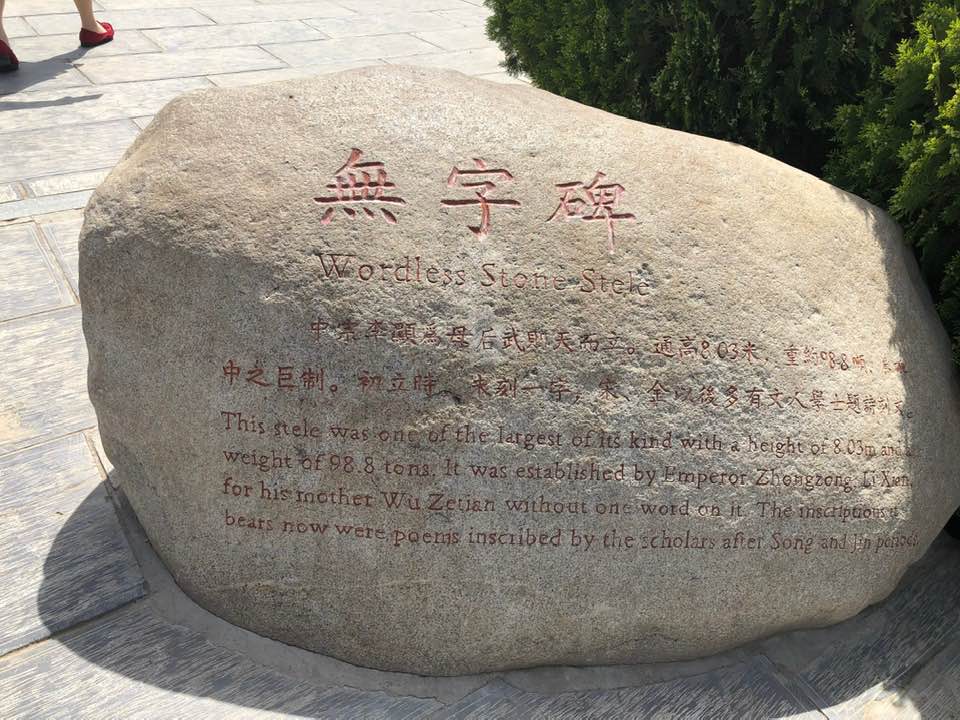 無字碑
Wordless Stone Stele
中宗李顯爲母后武則天而立。通高8.03米，重約98.8噸，
中之巨制。初立時，未刻一字，宋、金以後多有文人學士題詩
This stele was one of the largest of its kind with a height of 8.03m and
weight of 98.8 tons. It was established by Emperor Zhongzong, Li Xian,
for his mother Wu Zetian without one word on it. The inscriptions it
bears now were poems inscribed by the scholars after Song and Jin periods.